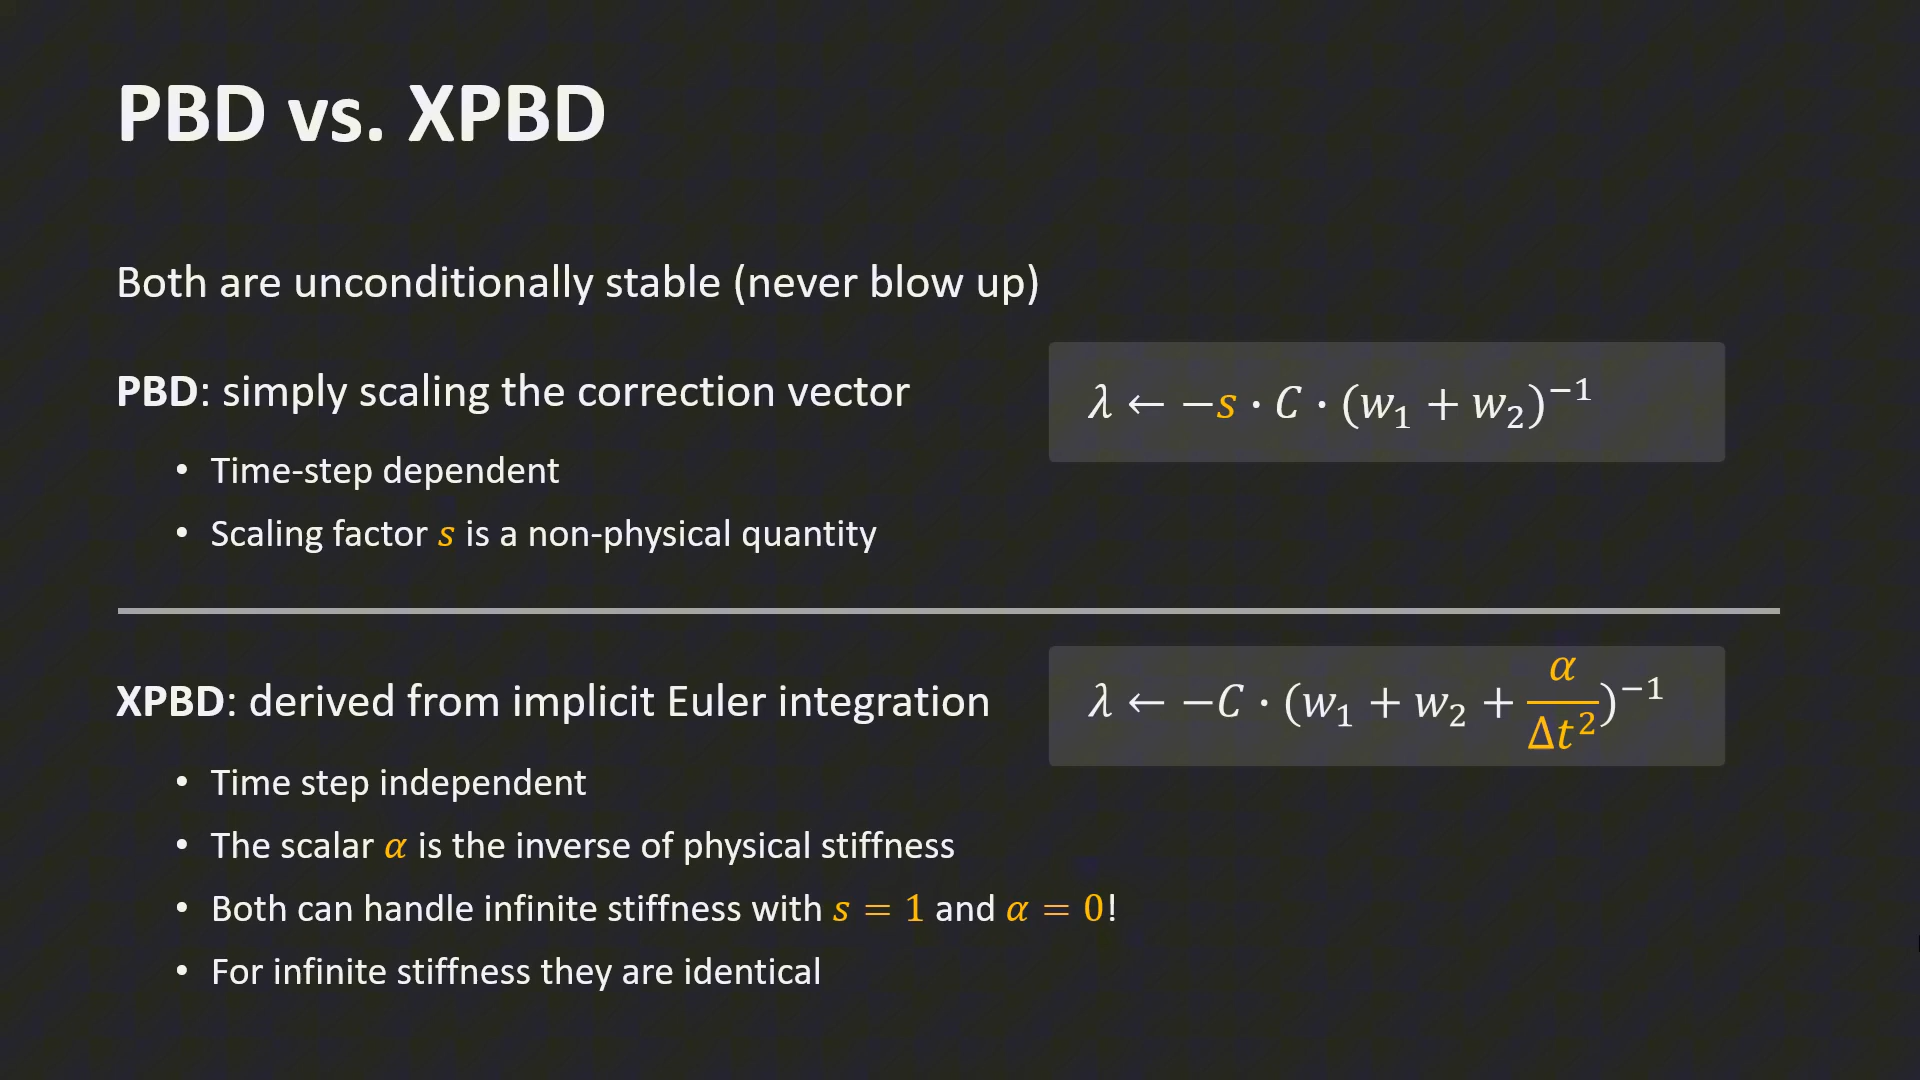 PBD vs. XPBD
Both are unconditionally stable (never blow up)
PBD: simply scaling the correction vector
λ ← −s · C · (w₁ + w₂)⁻¹
• Time-step dependent
• Scaling factor s is a non-physical quantity
XPBD: derived from implicit Euler integration
λ ← −C · (w₁ + w₂ + α/Δt²)⁻¹
• Time step independent
• The scalar α is the inverse of physical stiffness
• Both can handle infinite stiffness with s = 1 and α = 0!
• For infinite stiffness they are identical